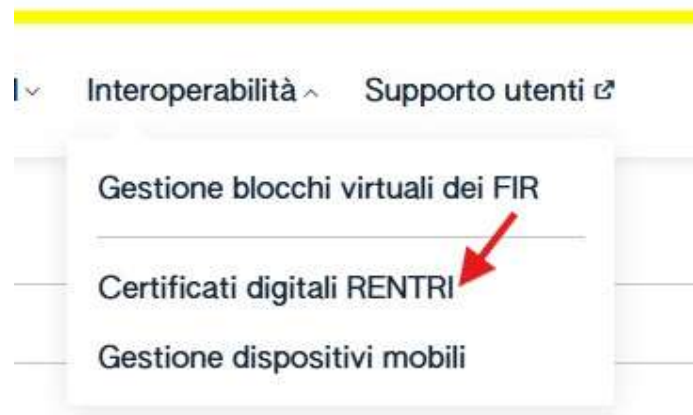 Interoperabilità Supporto utenti
Gestione blocchi virtuali dei FIR
Certificati digitali RENTRI
Gestione dispositivi mobili